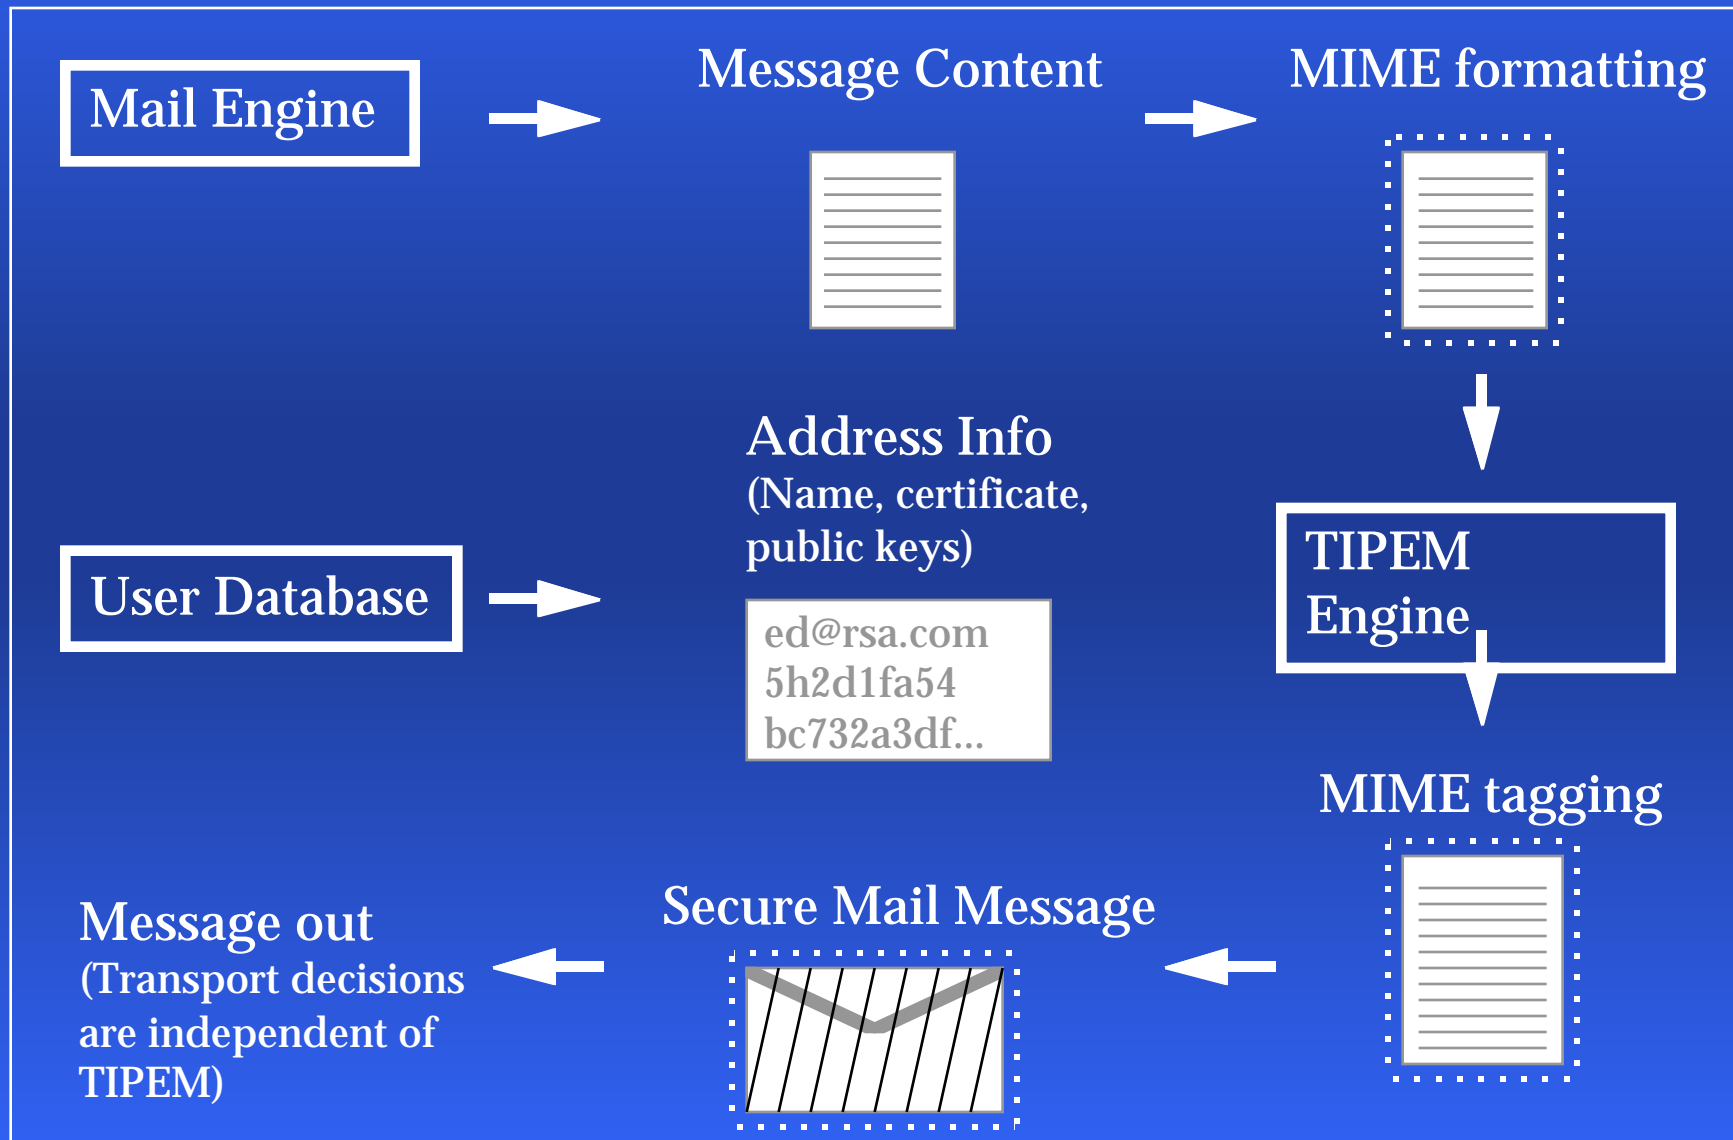 Mail Engine
Message Content
MIME formatting
Address Info
(Name, certificate,
public keys)
User Database
ed@rsa.com
5h2d1fa54
bc732a3df...
TIPEM
Engine
MIME tagging
Secure Mail Message
Message out
(Transport decisions
are independent of
TIPEM)